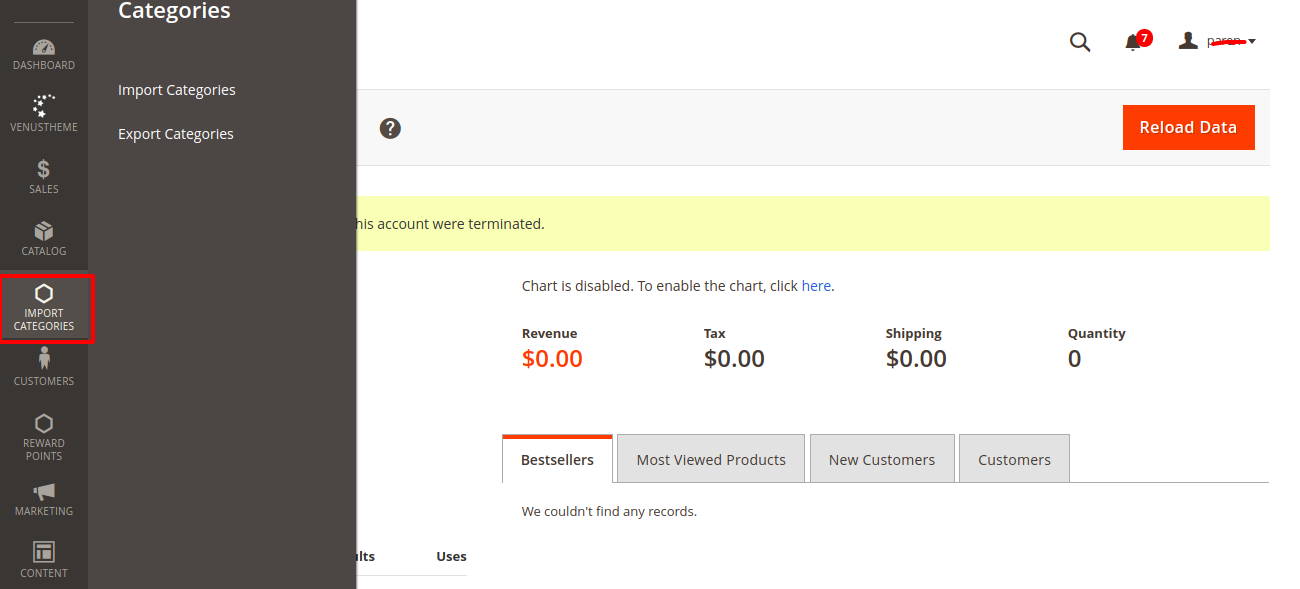 DASHBOARD
VENUSTHEME
SALES
CATALOG
IMPORT
CATEGORIES
CUSTOMERS
REWARD
POINTS
MARKETING
CONTENT
Categories
Import Categories
Export Categories
7
?
Reload Data
his account were terminated.
Chart is disabled. To enable the chart, click here.
Revenue Tax Shipping Quantity
$0.00 $0.00 $0.00 0
Bestsellers Most Viewed Products New Customers Customers
We couldn't find any records.
lts Uses